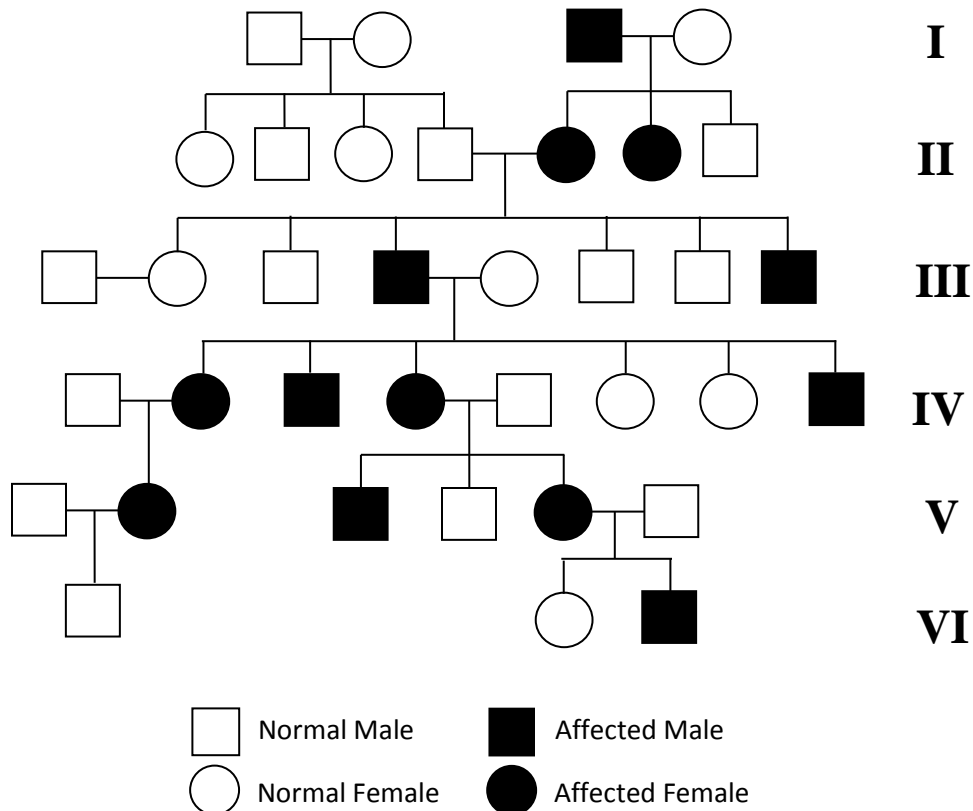 I
II
III
IV
V
VI
Normal Male Affected Male
Normal Female Affected Female